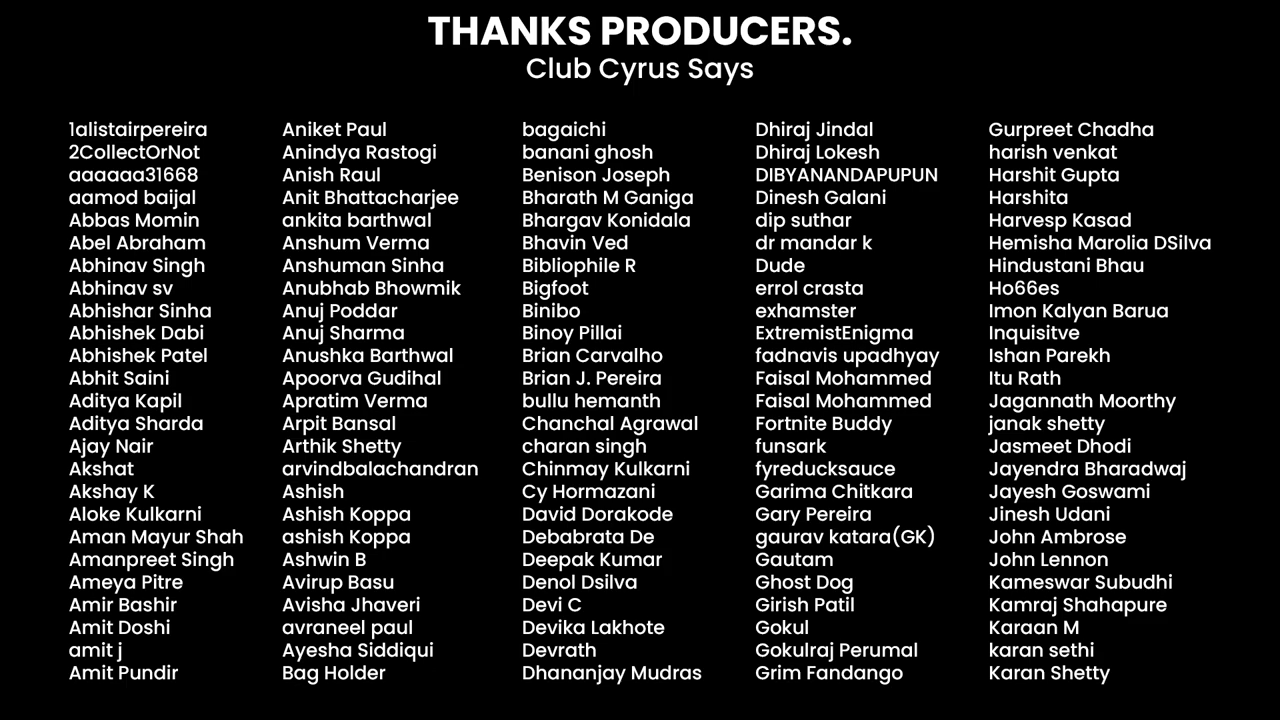 THANKS PRODUCERS.
Club Cyrus Says
1alistairpereira
2CollectOrNot
aaaaaa31668
aamod baijal
Abbas Momin
Abel Abraham
Abhinav Singh
Abhinav sv
Abhishar Sinha
Abhishek Dabi
Abhishek Patel
Abhit Saini
Aditya Kapil
Aditya Sharda
Ajay Nair
Akshat
Akshay K
Aloke Kulkarni
Aman Mayur Shah
Amanpreet Singh
Ameya Pitre
Amir Bashir
Amit Doshi
amit j
Amit Pundir
Aniket Paul
Anindya Rastogi
Anish Raul
Anit Bhattacharjee
ankita barthwal
Anshum Verma
Anshuman Sinha
Anubhab Bhowmik
Anuj Poddar
Anuj Sharma
Anushka Barthwal
Apoorva Gudihal
Apratim Verma
Arpit Bansal
Arthik Shetty
arvindbalachandran
Ashish
Ashish Koppa
ashish Koppa
Ashwin B
Avirup Basu
Avisha Jhaveri
avraneel paul
Ayesha Siddiqui
Bag Holder
bagaichi
banani ghosh
Benison Joseph
Bharath M Ganiga
Bhargav Konidala
Bhavin Ved
Bibliophile R
Bigfoot
Binibo
Binoy Pillai
Brian Carvalho
Brian J. Pereira
bullu hemanth
Chanchal Agrawal
charan singh
Chinmay Kulkarni
Cy Hormazani
David Dorakode
Debabrata De
Deepak Kumar
Denol Dsilva
Devi C
Devika Lakhote
Devrath
Dhananjay Mudras
Dhiraj Jindal
Dhiraj Lokesh
DIBYANANDAPUPUN
Dinesh Galani
dip suthar
dr mandar k
Dude
errol crasta
exhamster
ExtremistEnigma
fadnavis upadhyay
Faisal Mohammed
Faisal Mohammed
Fortnite Buddy
funsark
fyreducksauce
Garima Chitkara
Gary Pereira
gaurav katara(GK)
Gautam
Ghost Dog
Girish Patil
Gokul
Gokulraj Perumal
Grim Fandango
Gurpreet Chadha
harish venkat
Harshit Gupta
Harshita
Harvesp Kasad
Hemisha Marolia DSilva
Hindustani Bhau
Ho66es
Imon Kalyan Barua
Inquisitve
Ishan Parekh
Itu Rath
Jagannath Moorthy
janak shetty
Jasmeet Dhodi
Jayendra Bharadwaj
Jayesh Goswami
Jinesh Udani
John Ambrose
John Lennon
Kameswar Subudhi
Kamraj Shahapure
Karaan M
karan sethi
Karan Shetty